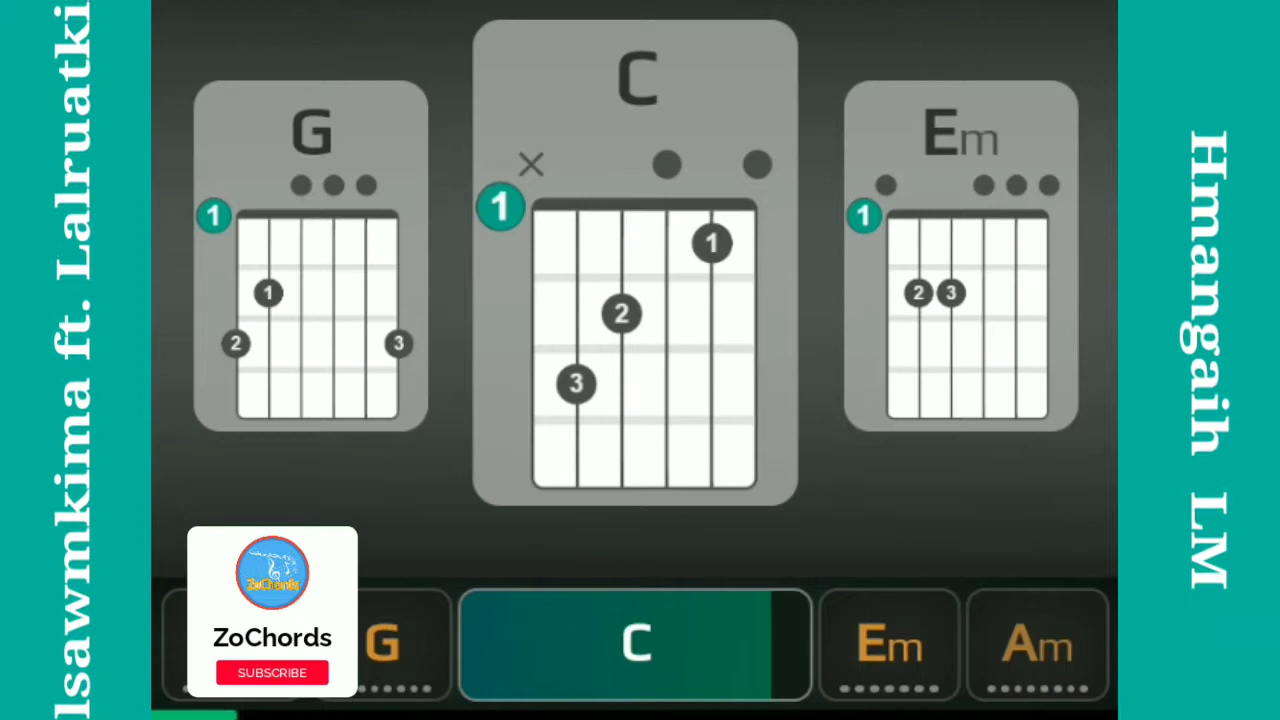 lsawmkima ft. Lalruatki
G
1
1
2
3
C
1
1
2
3
Em
1
2
3
ZoChords
ZoChords
SUBSCRIBE
G
C
Em
Am
Hmangaih LM